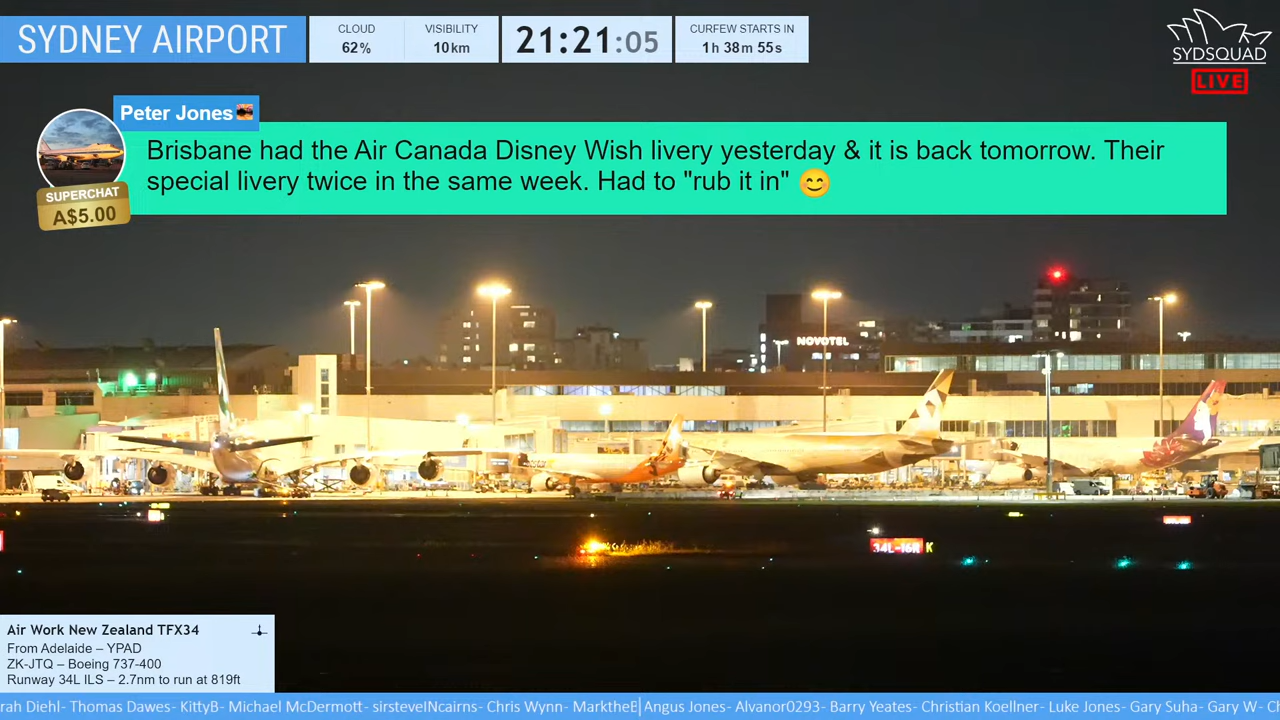 SYDNEY AIRPORT
CLOUD
62%
VISIBILITY
10km
21:21:05
CURFEW STARTS IN
1h 38m 55s
SYDSQUAD
LIVE
Peter Jones
Brisbane had the Air Canada Disney Wish livery yesterday & it is back tomorrow. Their
special livery twice in the same week. Had to "rub it in" 😊
SUPERCHAT
A$5.00
NOVOTEL
34L-16R K
Air Work New Zealand TFX34
From Adelaide – YPAD
ZK-JTQ – Boeing 737-400
Runway 34L ILS – 2.7nm to run at 819ft
rah Diehl- Thomas Dawes- KittyB- Michael McDermott- sirsteveINcairns- Chris Wynn- MarktheE Angus Jones- Alvanor0293- Barry Yeates- Christian Koellner- Luke Jones- Gary Suha- Gary W- C